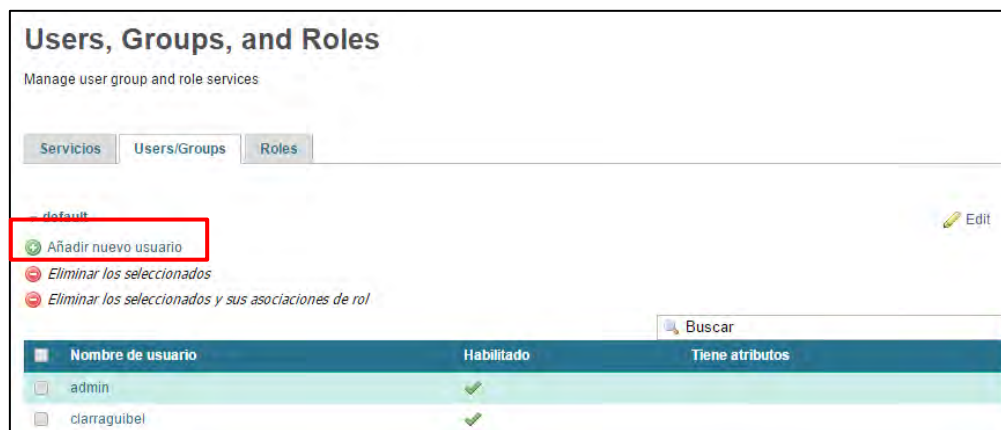 Users, Groups, and Roles
Manage user group and role services
Servicios Users/Groups Roles
default
Edit
Añadir nuevo usuario
Eliminar los seleccionados
Eliminar los seleccionados y sus asociaciones de rol
Buscar
Nombre de usuario Habilitado Tiene atributos
admin
clarraguibel